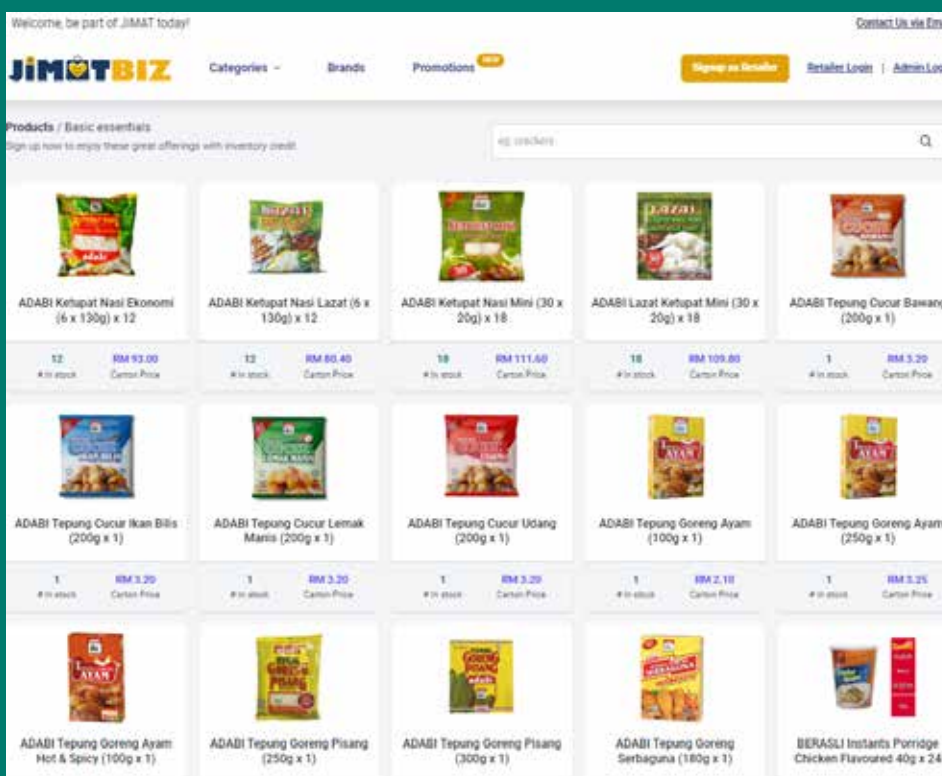 Welcome, be part of JiMAT today!
Contact Us via Em
JiMATBIZ
Categories
Brands
Promotions
NEW
Signup as Retailer
Retailer Login | Admin Log
Products / Basic essentials
Sign up now to enjoy these great offerings with inventory credit
eg. crackers
ADABI Ketupat Nasi Ekonomi
(6 x 130g) x 12
ADABI Ketupat Nasi Lazat (6 x
130g) x 12
ADABI Ketupat Nasi Mini (30 x
20g) x 18
ADABI Lazat Ketupat Mini (30 x
20g) x 18
ADABI Tepung Cucur Bawang
(200g x 1)
12 RM 93.00
# in stock Carton Price
12 RM 80.40
# in stock Carton Price
18 RM 111.60
# in stock Carton Price
18 RM 109.80
# in stock Carton Price
1 RM 3.20
# in stock Carton Price
ADABI Tepung Cucur Ikan Bilis
(200g x 1)
ADABI Tepung Cucur Lemak
Manis (200g x 1)
ADABI Tepung Cucur Udang
(200g x 1)
ADABI Tepung Goreng Ayam
(100g x 1)
ADABI Tepung Goreng Ayam
(250g x 1)
1 RM 3.20
# in stock Carton Price
1 RM 3.20
# in stock Carton Price
1 RM 3.20
# in stock Carton Price
1 RM 2.10
# in stock Carton Price
1 RM 3.25
# in stock Carton Price
ADABI Tepung Goreng Ayam
Hot & Spicy (100g x 1)
ADABI Tepung Goreng Pisang
(250g x 1)
ADABI Tepung Goreng Pisang
(300g x 1)
ADABI Tepung Goreng
Serbaguna (180g x 1)
BERASLI Instants Porridge
Chicken Flavoured 40g x 24